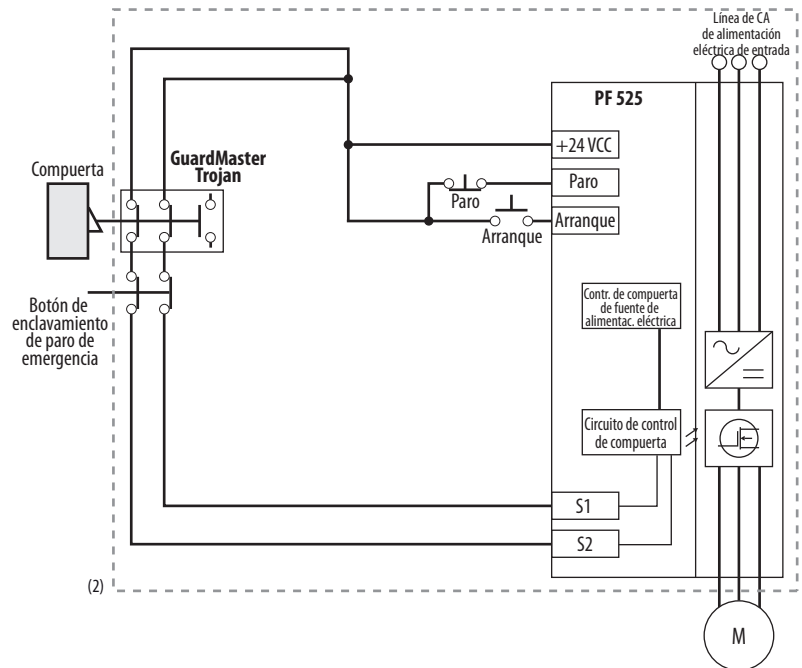 Línea de CA
de alimentación
eléctrica de entrada
PF 525
+24 VCC
GuardMaster
Trojan
Compuerta
Paro
Paro
Arranque
Arranque
Contr. de compuerta
de fuente de
alimentac. eléctrica
Botón de
enclavamiento
de paro de
emergencia
Circuito de control
de compuerta
S1
S2
(2)
M